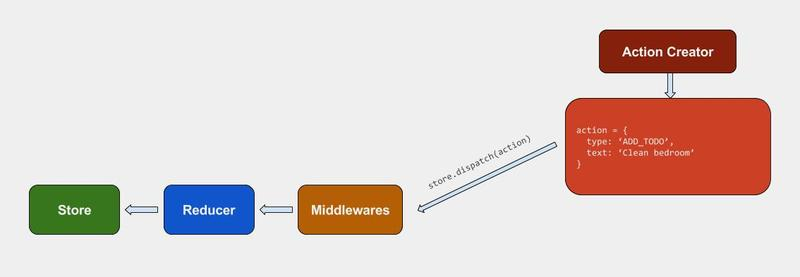 Action Creator
action = {
  type: ‘ADD_TODO’,
  text: ‘Clean bedroom’
}
store.dispatch(action)
Store
Reducer
Middlewares